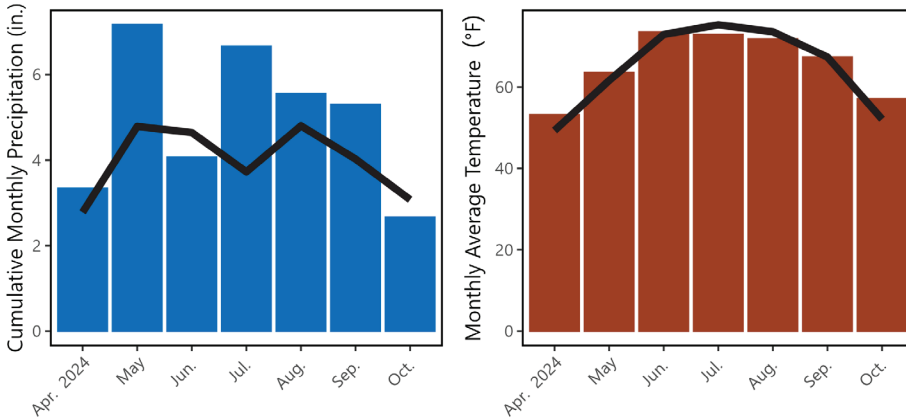 Cumulative Monthly Precipitation (in.)
6
4
2
0
Apr. 2024
May
Jun.
Jul.
Aug.
Sep.
Oct.
Monthly Average Temperature (°F)
60
40
20
0
Apr. 2024
May
Jun.
Jul.
Aug.
Sep.
Oct.